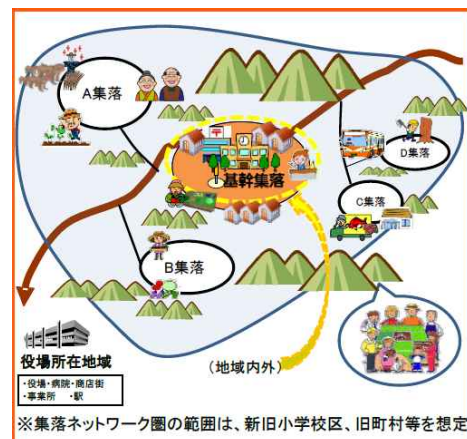 A集落
〒
基幹集落
D集落
C集落
B集落
役場所在地域
・役場・病院・商店街
・事業所 ・駅
(地域内外)
※集落ネットワーク圏の範囲は、新旧小学校区、旧町村等を想定